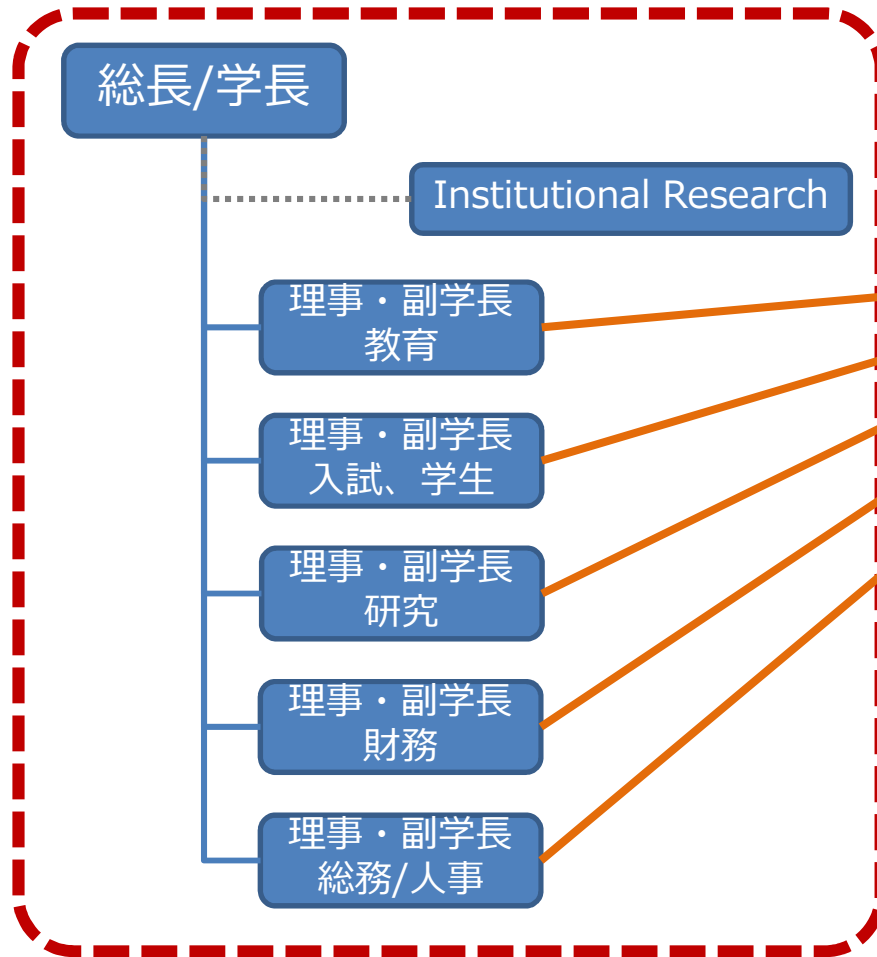 総長/学長
Institutional Research
理事・副学長
教育
理事・副学長
入試、学生
理事・副学長
研究
理事・副学長
財務
理事・副学長
総務/人事